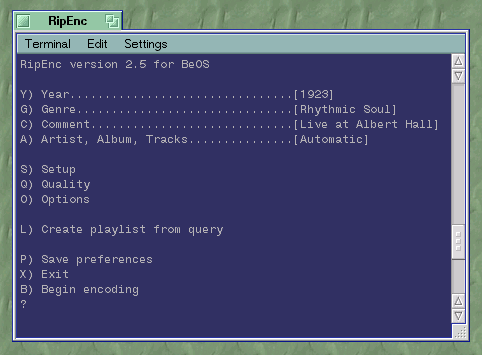 RipEnc
Terminal Edit Settings
RipEnc version 2.5 for BeOS
Y) Year................................[1923]
G) Genre...............................[Rhythmic Soul]
C) Comment.............................[Live at Albert Hall]
A) Artist, Album, Tracks...............[Automatic]
S) Setup
Q) Quality
O) Options
L) Create playlist from query
P) Save preferences
X) Exit
B) Begin encoding
?